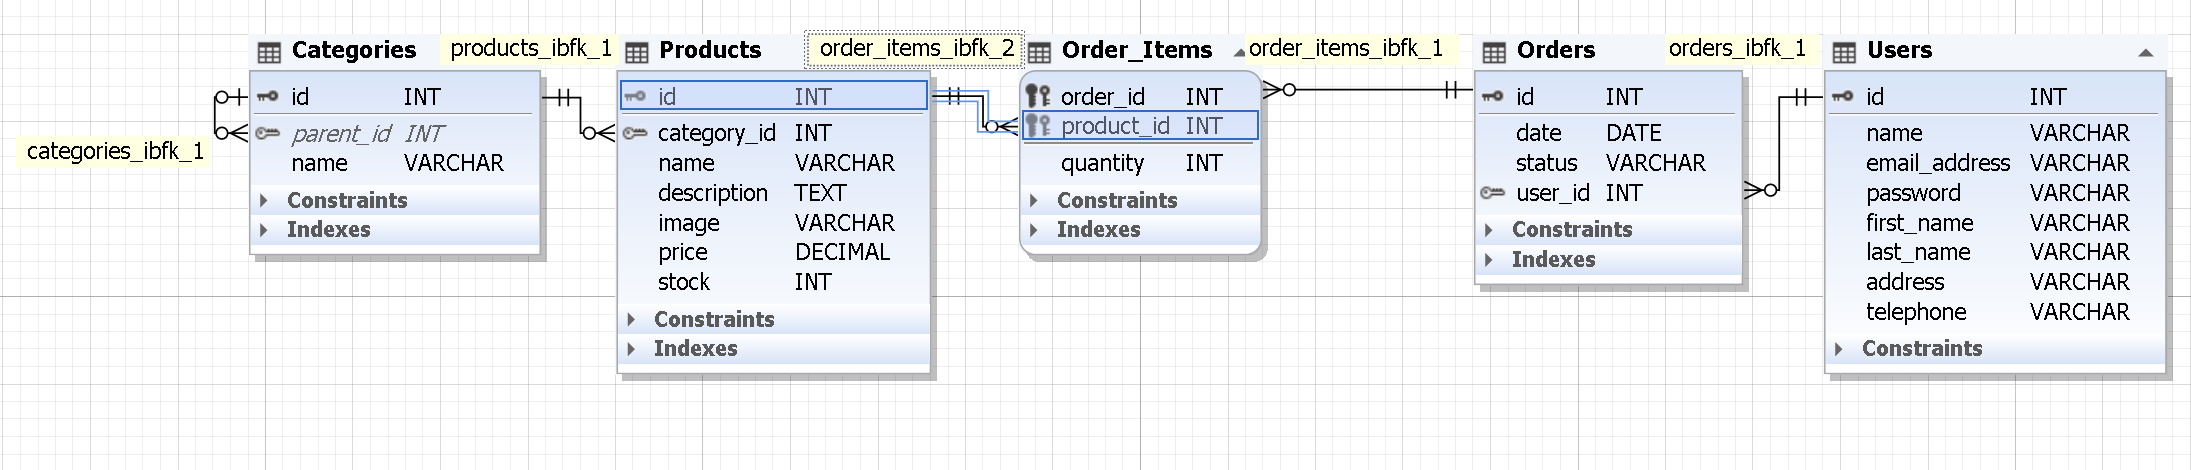 Categories
id INT
parent_id INT
name VARCHAR
Constraints
Indexes
categories_ibfk_1
products_ibfk_1
Products
id INT
category_id INT
name VARCHAR
description TEXT
image VARCHAR
price DECIMAL
stock INT
Constraints
Indexes
order_items_ibfk_2
Order_Items
order_id INT
product_id INT
quantity INT
Constraints
Indexes
order_items_ibfk_1
Orders
id INT
date DATE
status VARCHAR
user_id INT
Constraints
Indexes
orders_ibfk_1
Users
id INT
name VARCHAR
email_address VARCHAR
password VARCHAR
first_name VARCHAR
last_name VARCHAR
address VARCHAR
telephone VARCHAR
Constraints